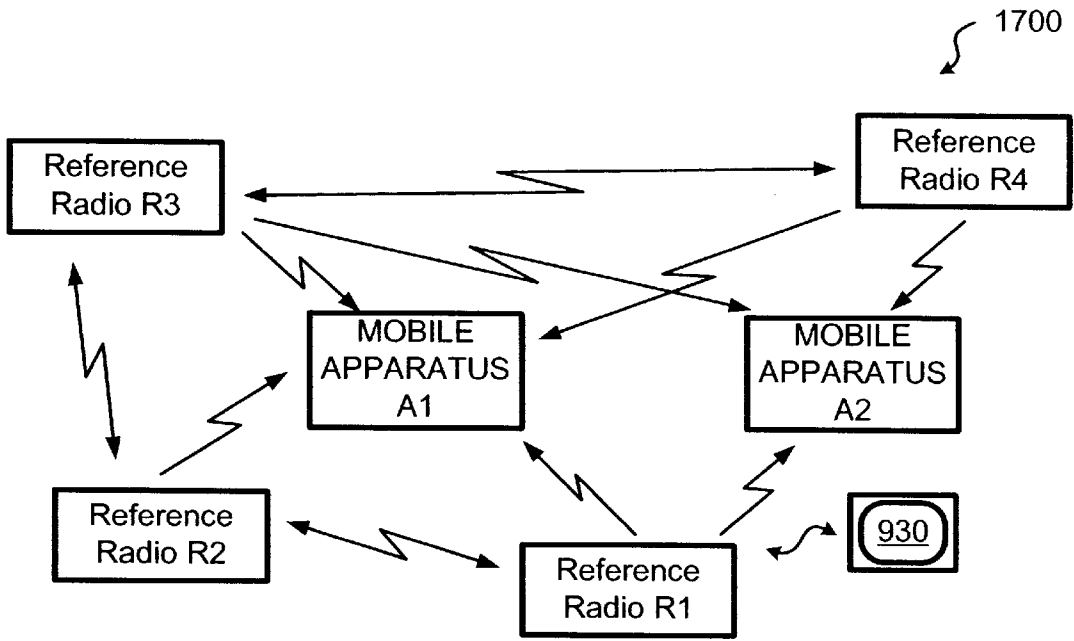 1700
Reference
Radio R3
Reference
Radio R4
MOBILE
APPARATUS
A1
MOBILE
APPARATUS
A2
Reference
Radio R2
Reference
Radio R1
930